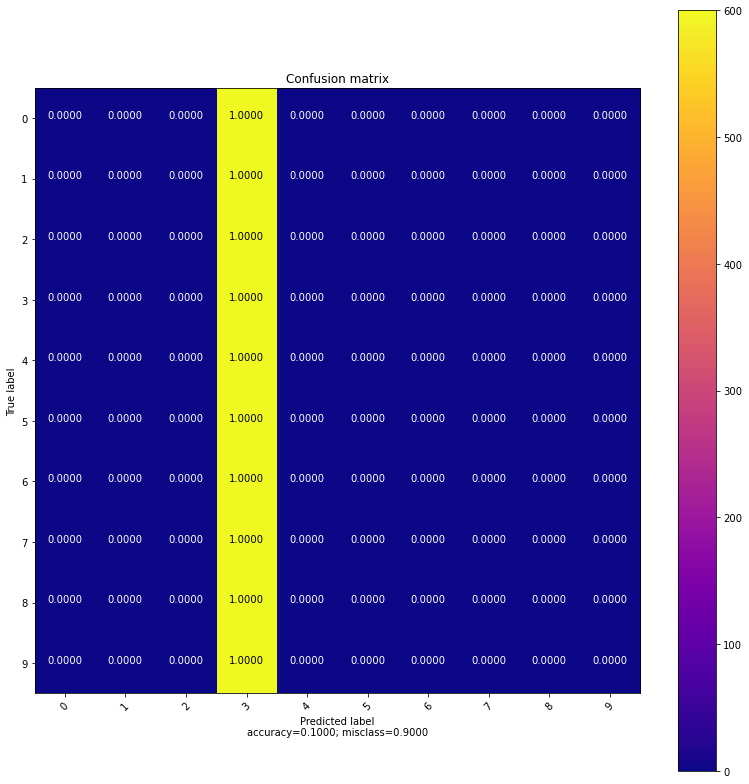 Confusion matrix
0 0.0000 0.0000 0.0000 1.0000 0.0000 0.0000 0.0000 0.0000 0.0000 0.0000
1 0.0000 0.0000 0.0000 1.0000 0.0000 0.0000 0.0000 0.0000 0.0000 0.0000
2 0.0000 0.0000 0.0000 1.0000 0.0000 0.0000 0.0000 0.0000 0.0000 0.0000
3 0.0000 0.0000 0.0000 1.0000 0.0000 0.0000 0.0000 0.0000 0.0000 0.0000
4 0.0000 0.0000 0.0000 1.0000 0.0000 0.0000 0.0000 0.0000 0.0000 0.0000
5 0.0000 0.0000 0.0000 1.0000 0.0000 0.0000 0.0000 0.0000 0.0000 0.0000
6 0.0000 0.0000 0.0000 1.0000 0.0000 0.0000 0.0000 0.0000 0.0000 0.0000
7 0.0000 0.0000 0.0000 1.0000 0.0000 0.0000 0.0000 0.0000 0.0000 0.0000
8 0.0000 0.0000 0.0000 1.0000 0.0000 0.0000 0.0000 0.0000 0.0000 0.0000
9 0.0000 0.0000 0.0000 1.0000 0.0000 0.0000 0.0000 0.0000 0.0000 0.0000
True label
0 1 2 3 4 5 6 7 8 9
Predicted label
accuracy=0.1000; misclass=0.9000
600
500
400
300
200
100
0